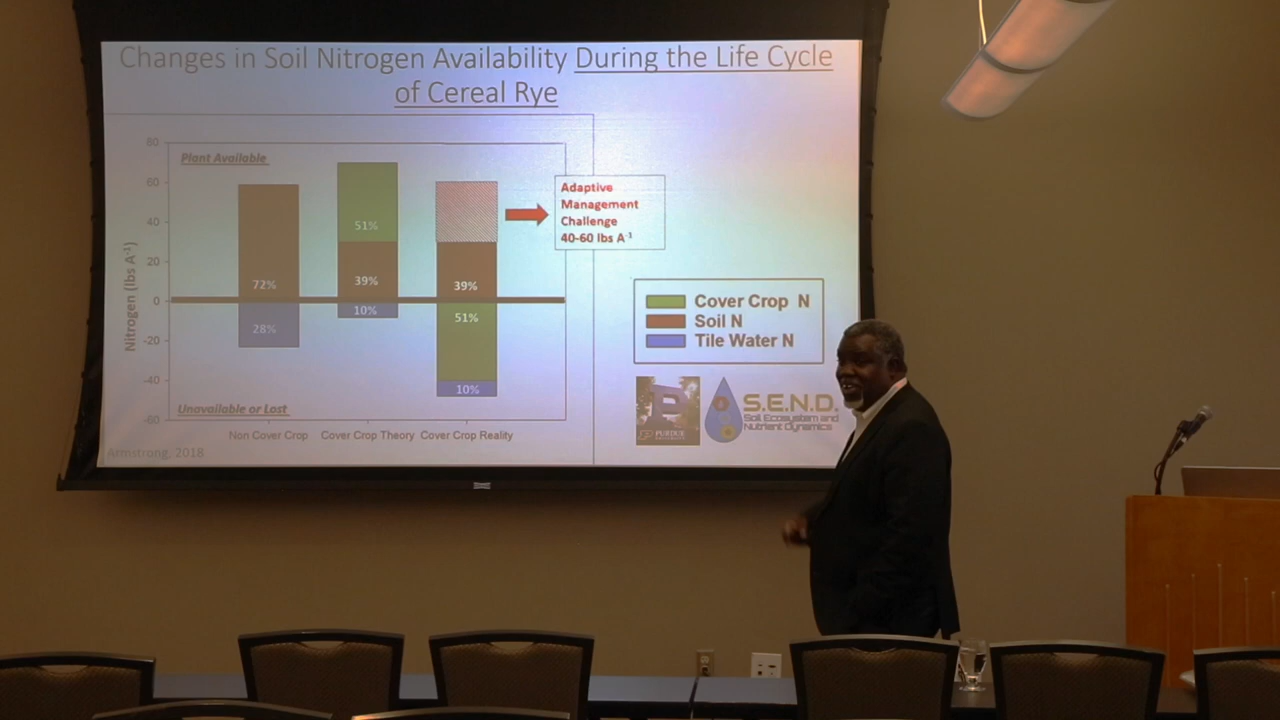 Changes in Soil Nitrogen Availability During the Life Cycle
of Cereal Rye
80
60
40
20
0
-20
-40
-60
Nitrogen (lbs A-1)
Plant Available
72%
28%
51%
39%
10%
39%
51%
10%
Adaptive
Management
Challenge
40-60 lbs A-1
Unavailable or Lost
Non Cover Crop
Cover Crop Theory
Cover Crop Reality
Cover Crop N
Soil N
Tile Water N
P
PURDUE
UNIVERSITY
S.E.N.D.
Soil Ecosystem and
Nutrient Dynamics
Armstrong, 2018